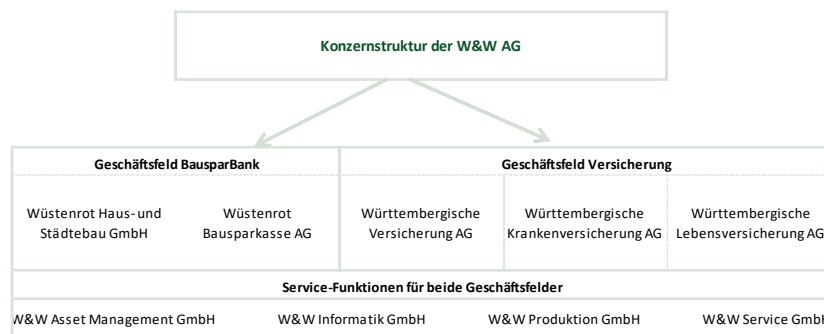 Konzernstruktur der W&W AG
Geschäftsfeld BausparBank
Geschäftsfeld Versicherung
Wüstenrot Haus- und
Städtebau GmbH
Wüstenrot
Bausparkasse AG
Württembergische
Versicherung AG
Württembergische
Krankenversicherung AG
Württembergische
Lebensversicherung AG
Service-Funktionen für beide Geschäftsfelder
W&W Asset Management GmbH
W&W Informatik GmbH
W&W Produktion GmbH
W&W Service GmbH